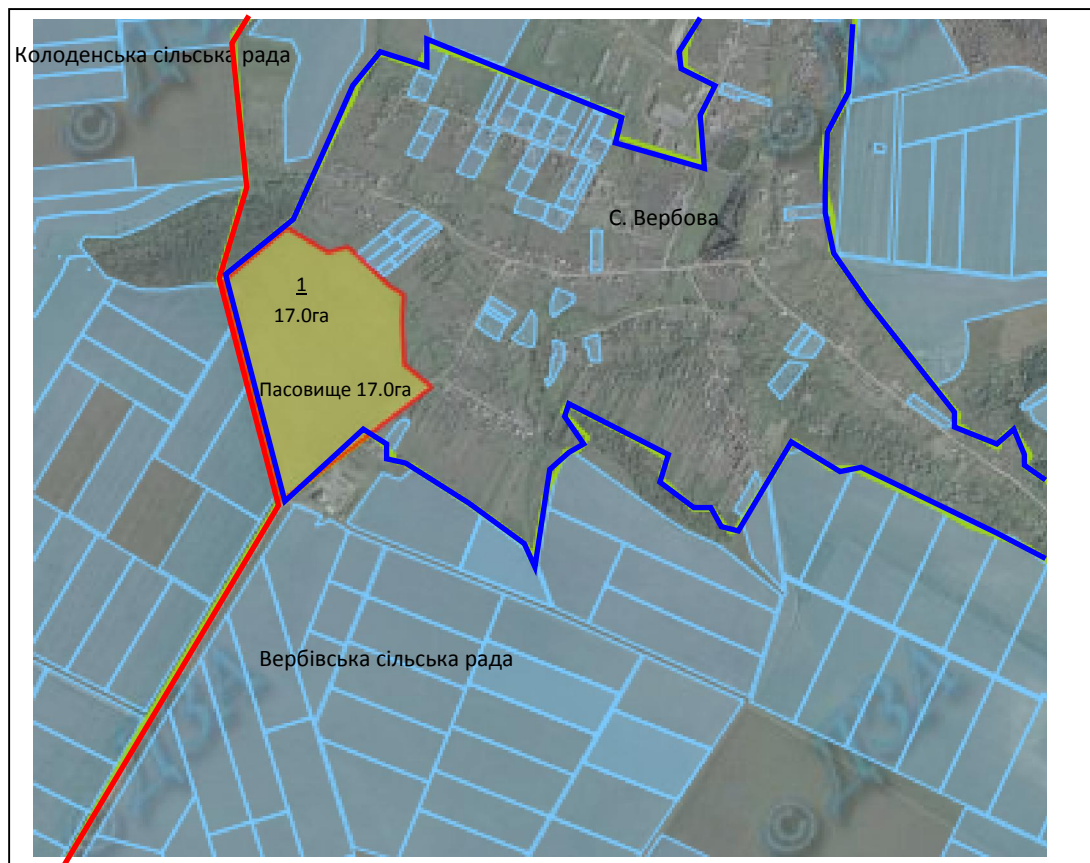 Колоденська сільська рада
С. Вербова
1
17.0га
Пасовище 17.0га
Вербівська сільська рада